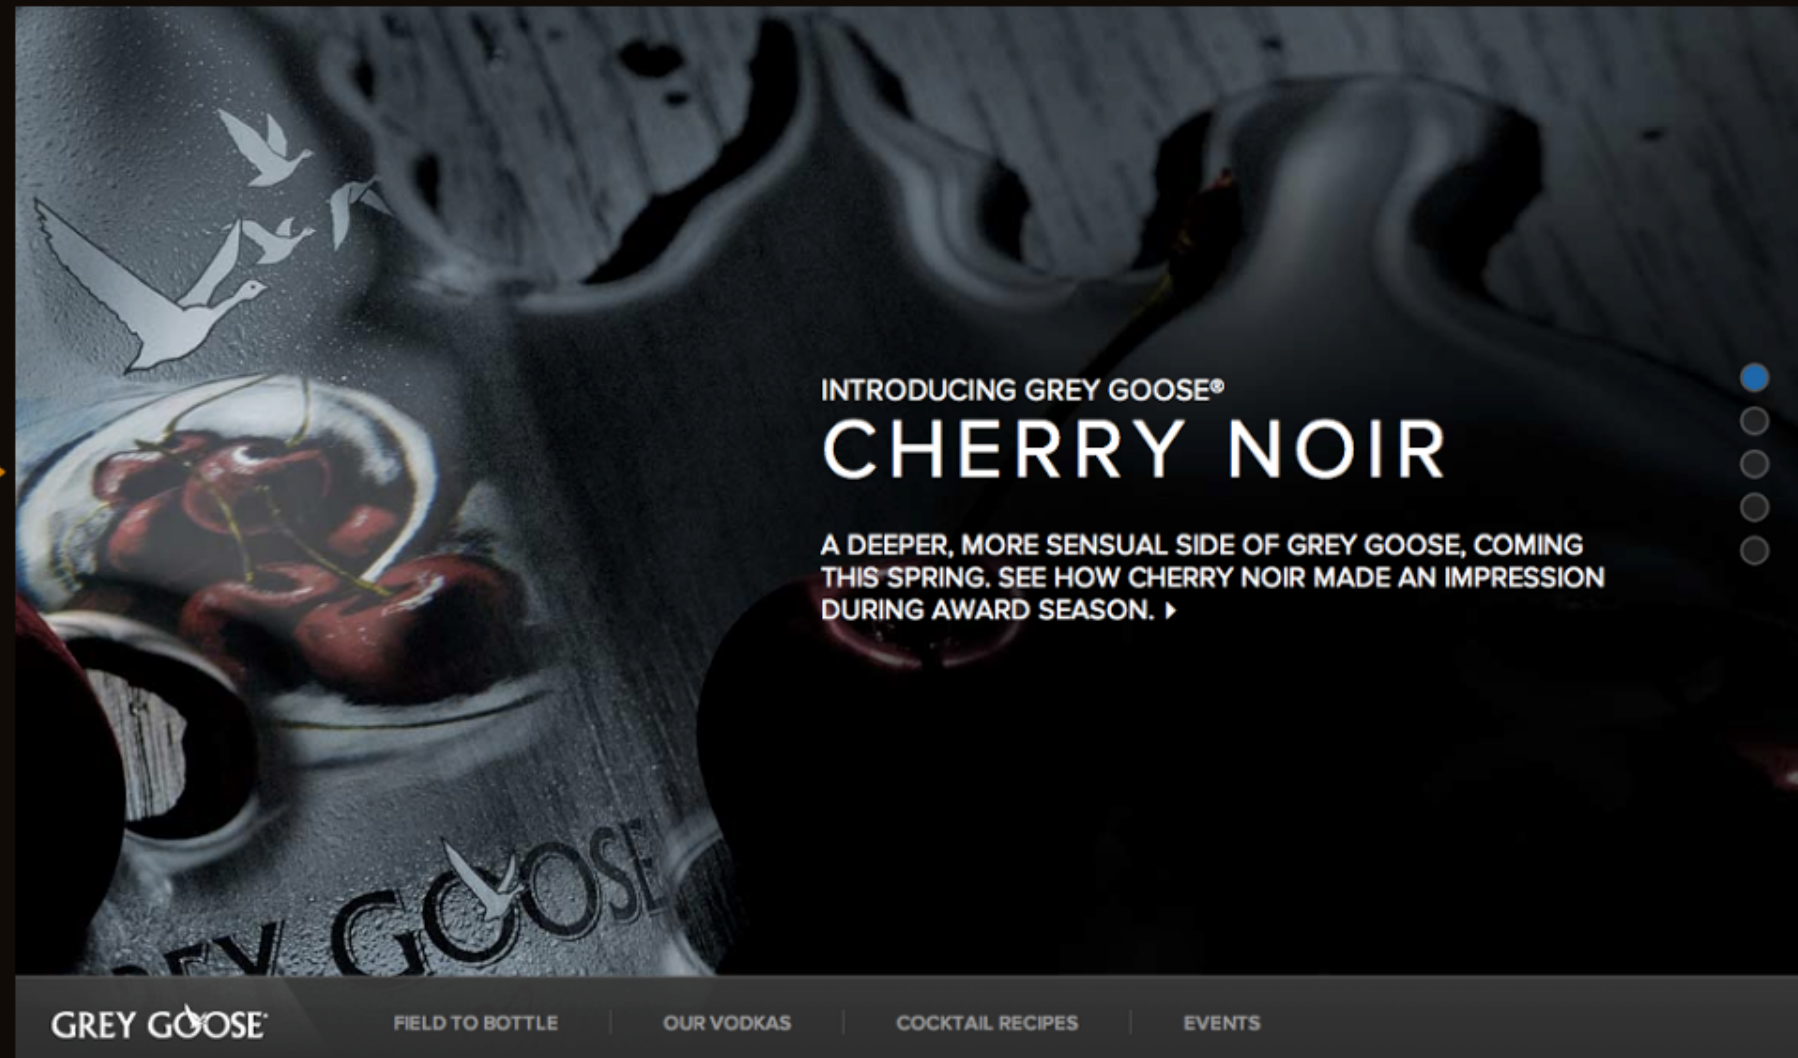 INTRODUCING GREY GOOSE®
CHERRY NOIR
A DEEPER, MORE SENSUAL SIDE OF GREY GOOSE, COMING
THIS SPRING. SEE HOW CHERRY NOIR MADE AN IMPRESSION
DURING AWARD SEASON.
GREY GOOSE
GREY GOOSE
FIELD TO BOTTLE
OUR VODKAS
COCKTAIL RECIPES
EVENTS